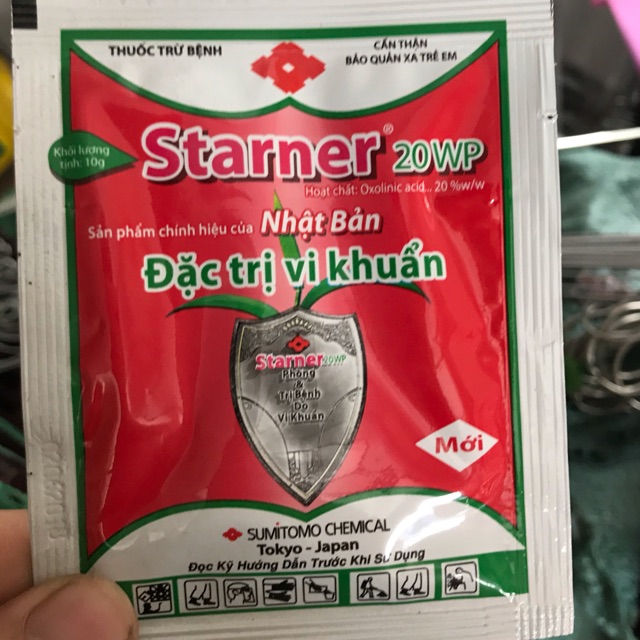 THUỐC TRỪ BỆNH
CẨN THẬN
BẢO QUẢN XA TRẺ EM
Khối lượng
tịnh: 10g
Starner® 20WP
Hoạt chất: Oxolinic acid... 20 %w/w
Sản phẩm chính hiệu của Nhật Bản
Đặc trị vi khuẩn
Starner 20WP
Phòng
&
Trị Bệnh
Do
Vi Khuẩn
Mới
SUMITOMO CHEMICAL
Tokyo - Japan
Đọc Kỹ Hướng Dẫn Trước Khi Sử Dụng